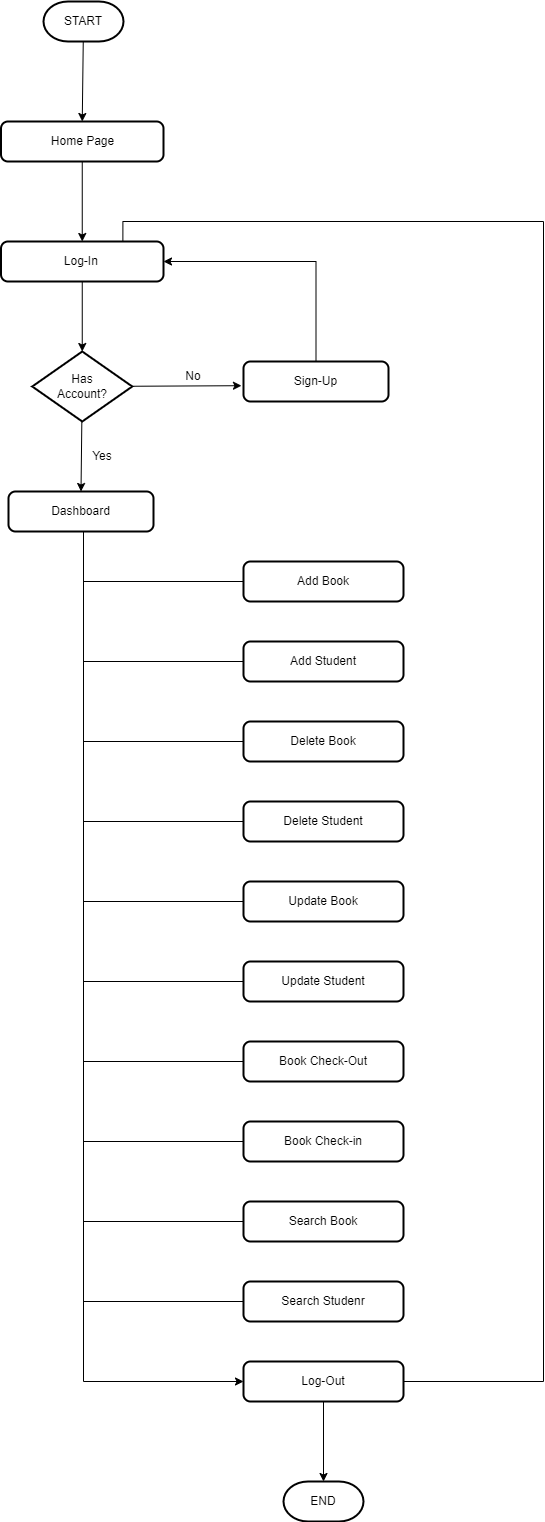 START
Home Page
Log-In
Has
Account?
No
Sign-Up
Yes
Dashboard
Add Book
Add Student
Delete Book
Delete Student
Update Book
Update Student
Book Check-Out
Book Check-in
Search Book
Search Studenr
Log-Out
END